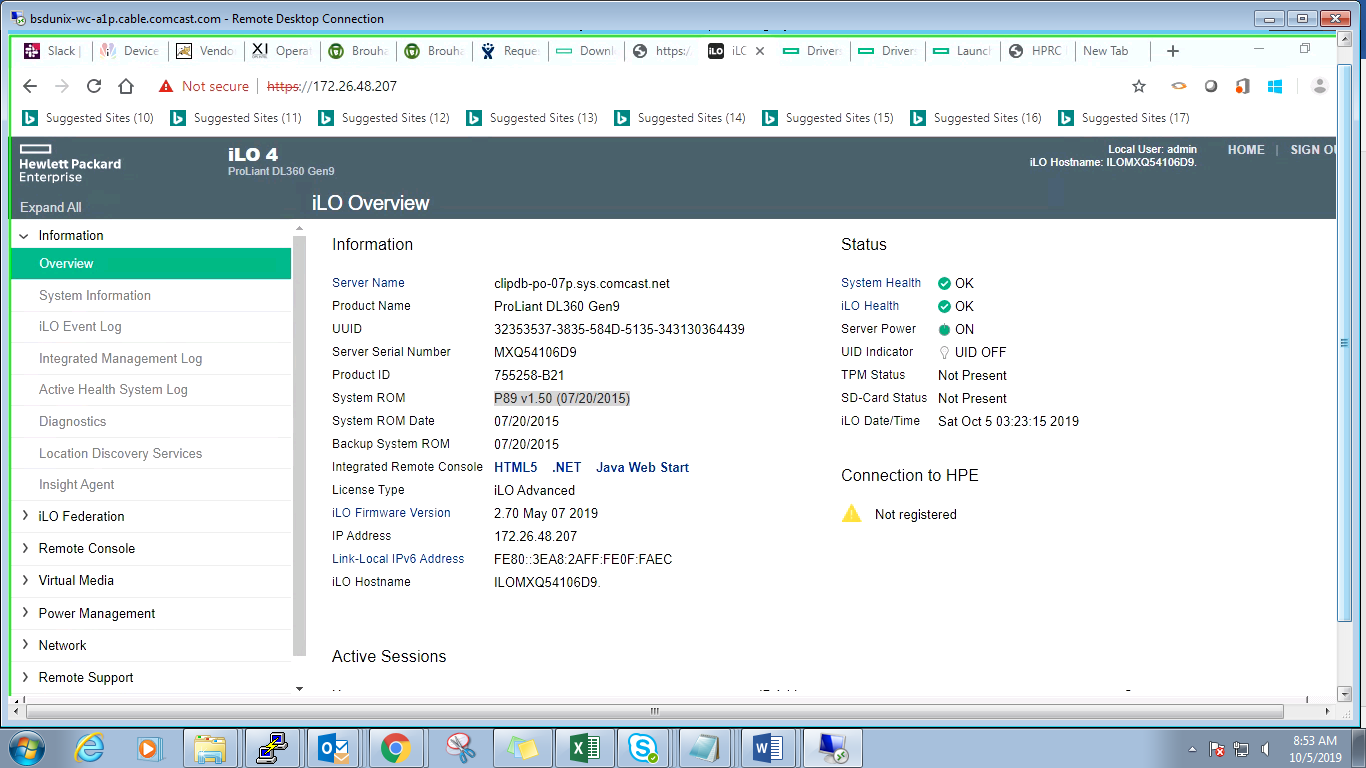 bsdunix-wc-a1p.cable.comcast.com - Remote Desktop Connection
Slack | Device Vendo Operat Brouha Brouha Reque Downl https:/ iLO iLC Drivers Drivers Launch HPRC New Tab
Not secure https://172.26.48.207
Suggested Sites (10) Suggested Sites (11) Suggested Sites (12) Suggested Sites (13) Suggested Sites (14) Suggested Sites (15) Suggested Sites (16) Suggested Sites (17)
Hewlett Packard
Enterprise
iLO 4
ProLiant DL360 Gen9
Local User: admin
iLO Hostname: ILOMXQ54106D9.
HOME | SIGN OU
Expand All
iLO Overview
Information
Overview
System Information
iLO Event Log
Integrated Management Log
Active Health System Log
Diagnostics
Location Discovery Services
Insight Agent
iLO Federation
Remote Console
Virtual Media
Power Management
Network
Remote Support
Information
Server Name clipdb-po-07p.sys.comcast.net
Product Name ProLiant DL360 Gen9
UUID 32353537-3835-584D-5135-343130364439
Server Serial Number MXQ54106D9
Product ID 755258-B21
System ROM P89 v1.50 (07/20/2015)
System ROM Date 07/20/2015
Backup System ROM 07/20/2015
Integrated Remote Console HTML5 .NET Java Web Start
License Type iLO Advanced
iLO Firmware Version 2.70 May 07 2019
IP Address 172.26.48.207
Link-Local IPv6 Address FE80::3EA8:2AFF:FE0F:FAEC
iLO Hostname ILOMXQ54106D9.
Status
System Health OK
iLO Health OK
Server Power ON
UID Indicator UID OFF
TPM Status Not Present
SD-Card Status Not Present
iLO Date/Time Sat Oct 5 03:23:15 2019
Connection to HPE
Not registered
Active Sessions
8:53 AM
10/5/2019